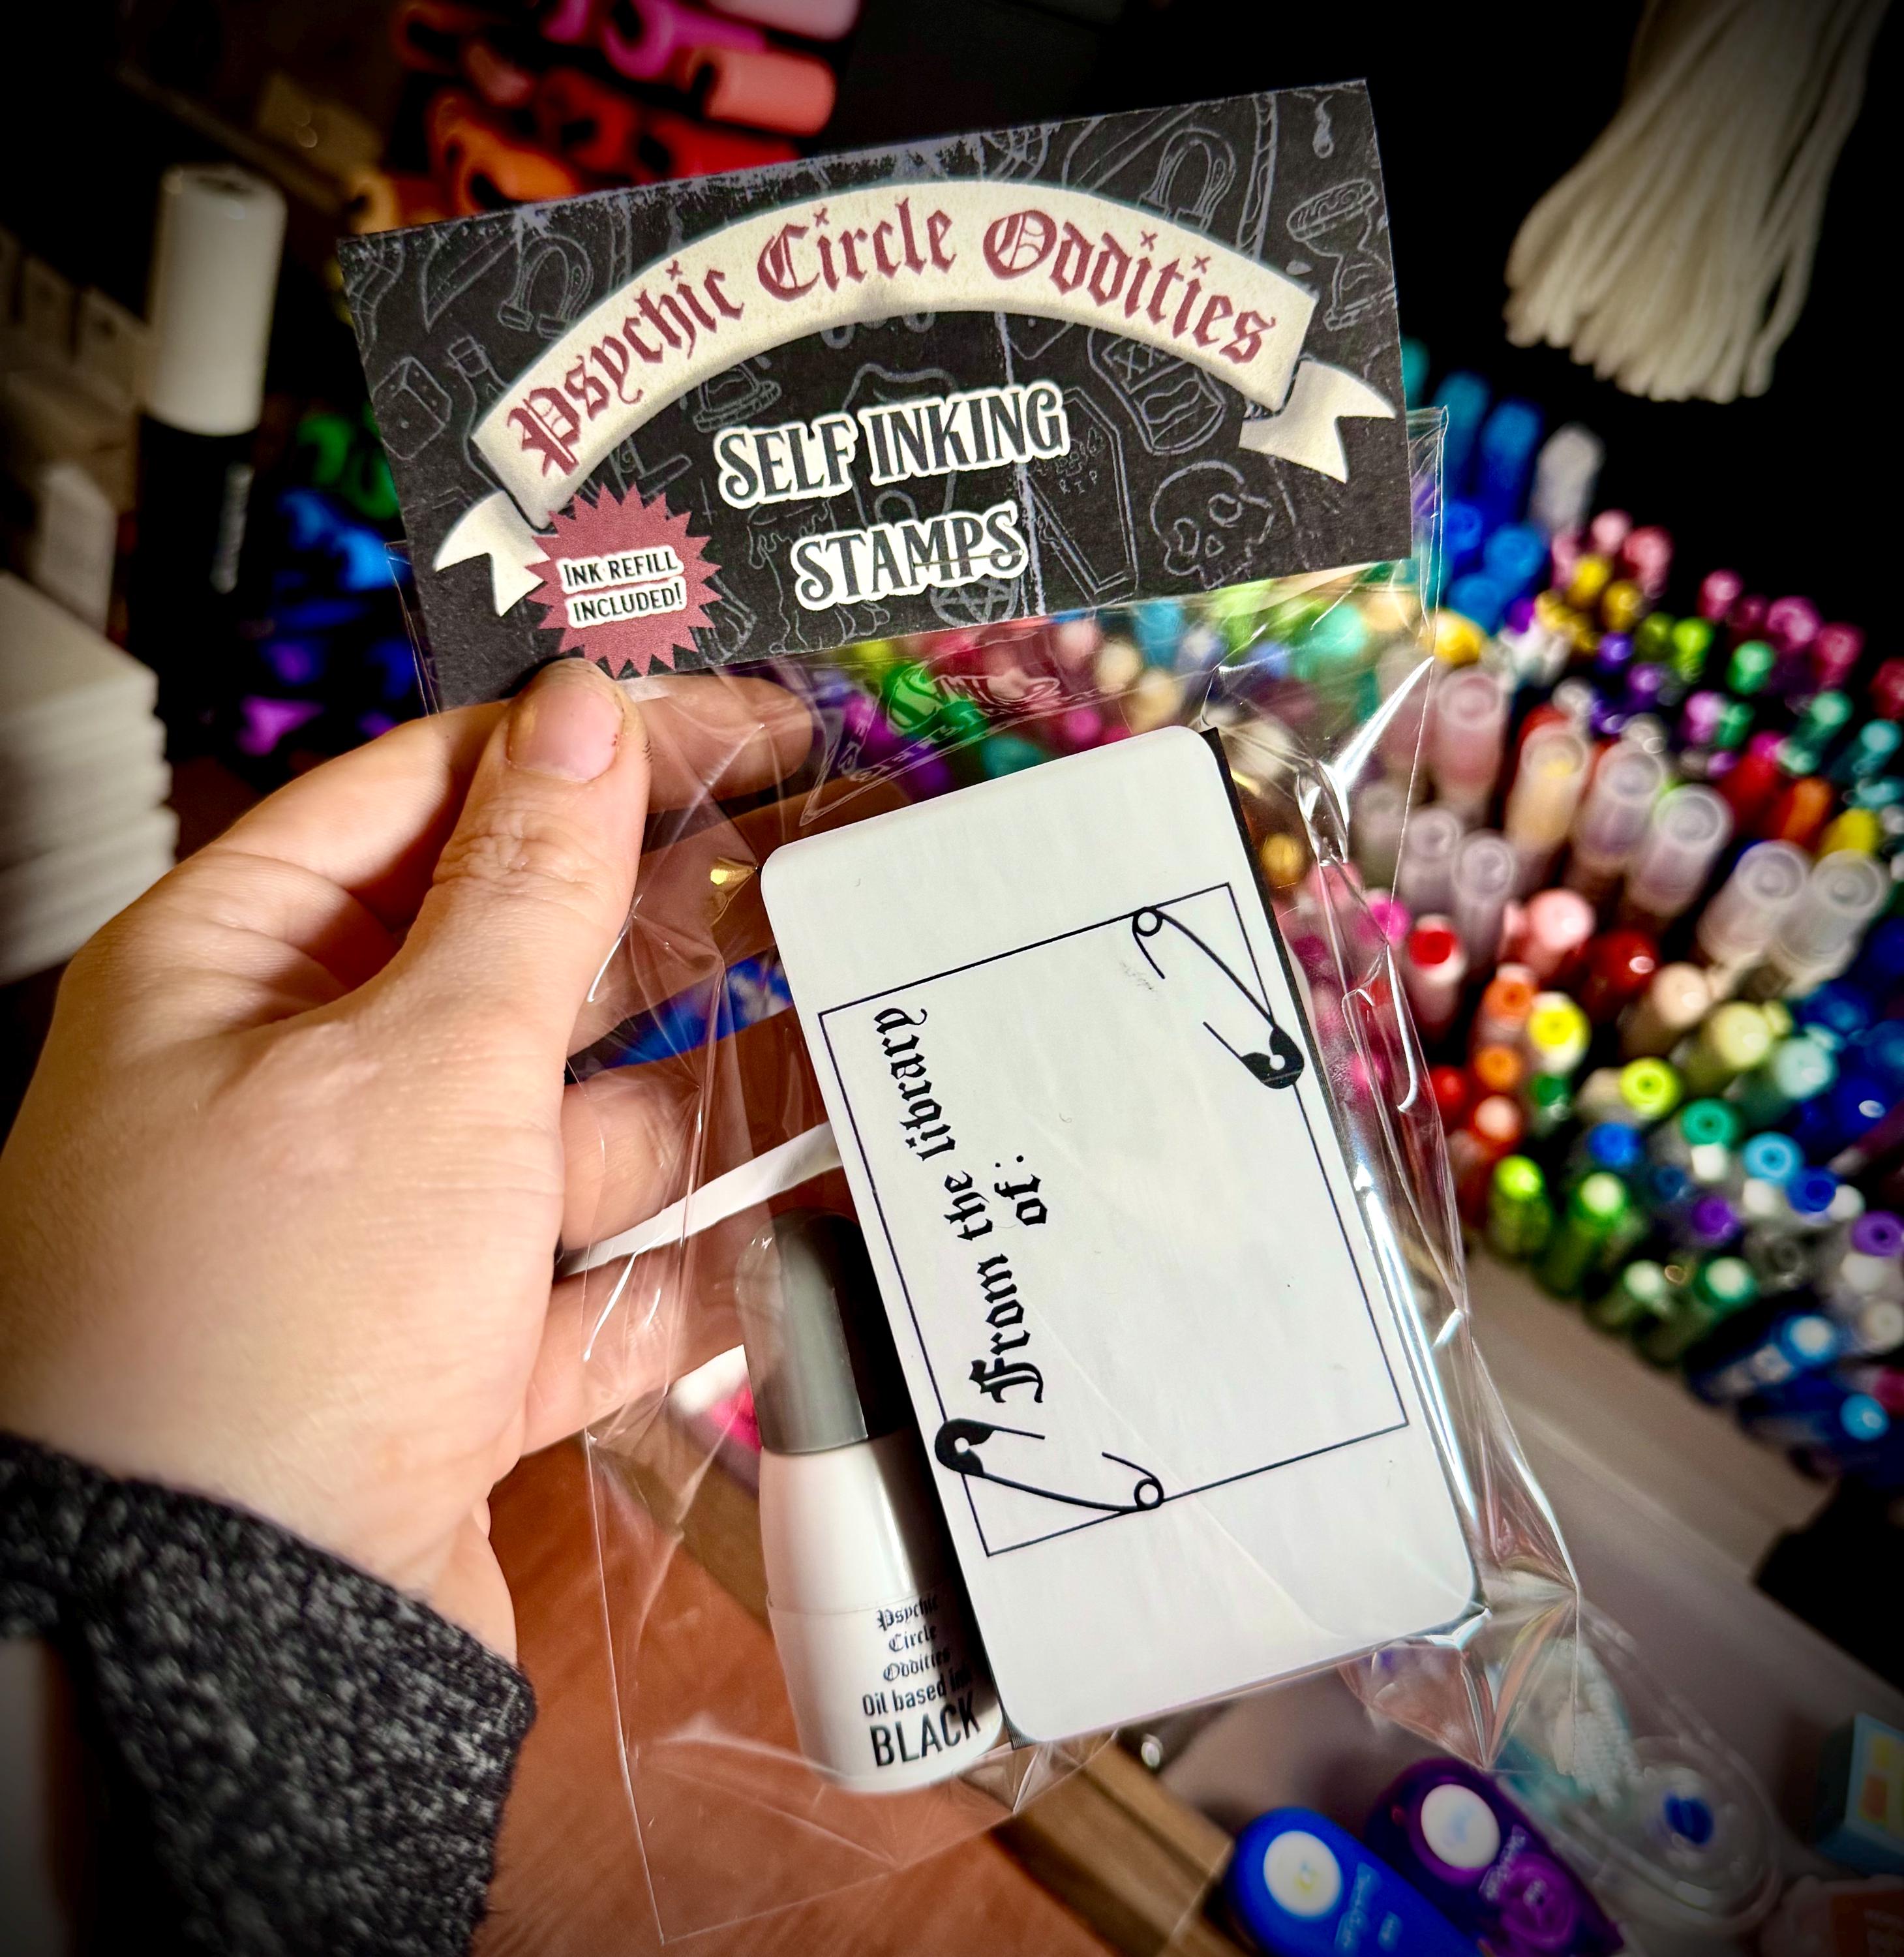 Psychic Circle Oddities
SELF INKING
STAMPS
INK REFILL
INCLUDED!
RIP
From the library
of:
Psychic
Circle
Oddities
Oil based Ink
BLACK